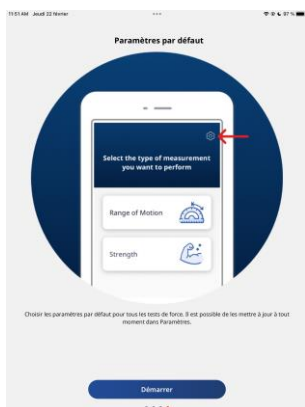 11:51 AM Jeudi 22 février
97 %
Paramètres par défaut
Select the type of measurement
you want to perform
Range of Motion
Strength
Choisir les paramètres par défaut pour tous les tests de force. Il est possible de les mettre à jour à tout
moment dans Paramètres.
Démarrer